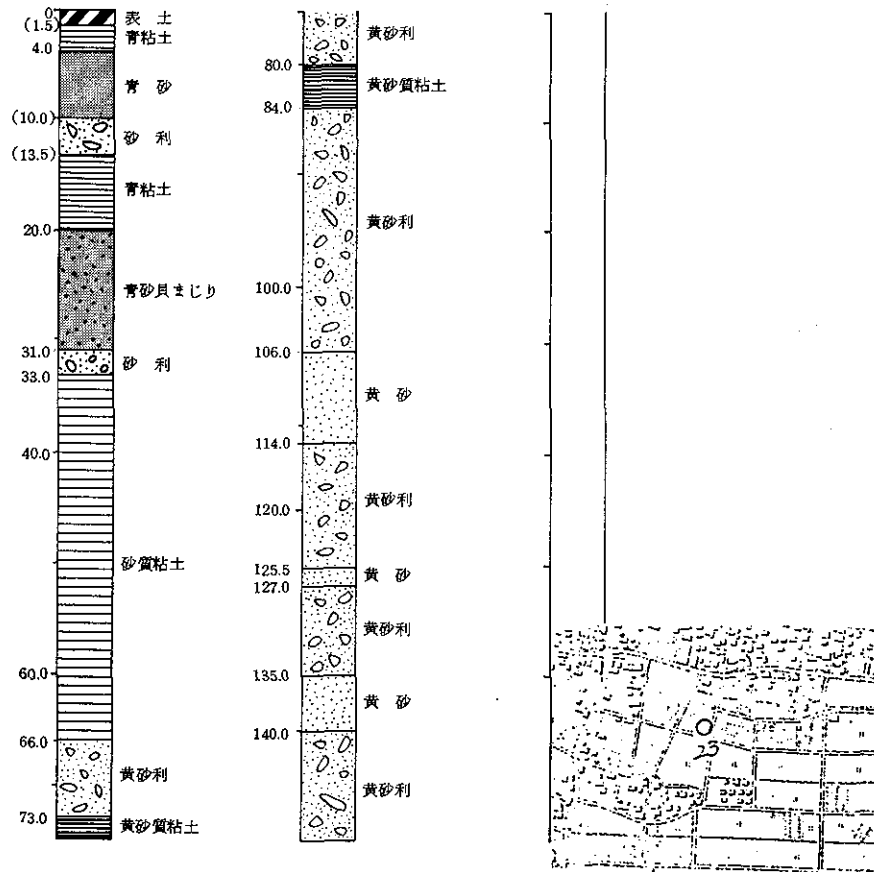 0
表土
(1.5)
青粘土
4.0
青砂
(10.0)
砂利
(13.5)
青粘土
20.0
青砂貝まじり
31.0
砂利
33.0
40.0
砂質粘土
60.0
66.0
黄砂利
73.0
黄砂質粘土
黄砂利
80.0
黄砂質粘土
84.0
黄砂利
100.0
106.0
黄砂
114.0
黄砂利
120.0
125.5
黄砂
127.0
黄砂利
135.0
黄砂
140.0
黄砂利
23